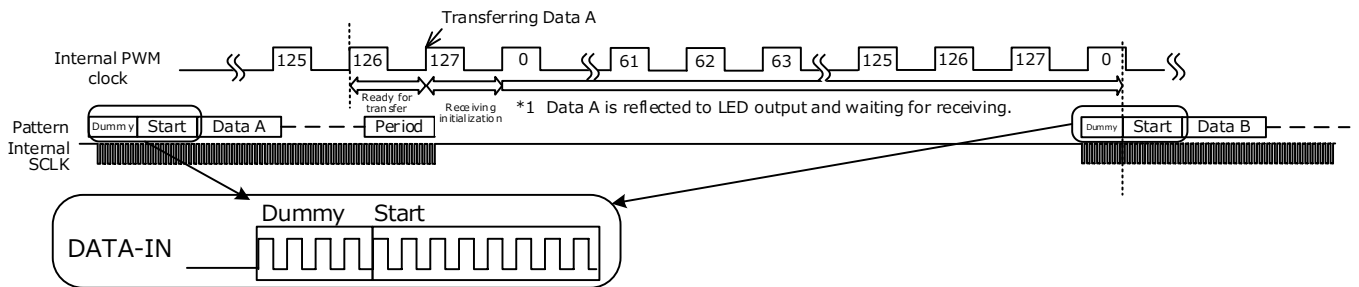 Transferring Data A
Internal PWM
clock
125 126 127 0 61 62 63 125 126 127 0
Ready for
transfer
Receiving
initialization
*1 Data A is reflected to LED output and waiting for receiving.
Pattern
Dummy Start Data A Period Dummy Start Data B
Internal
SCLK
Dummy Start
DATA-IN